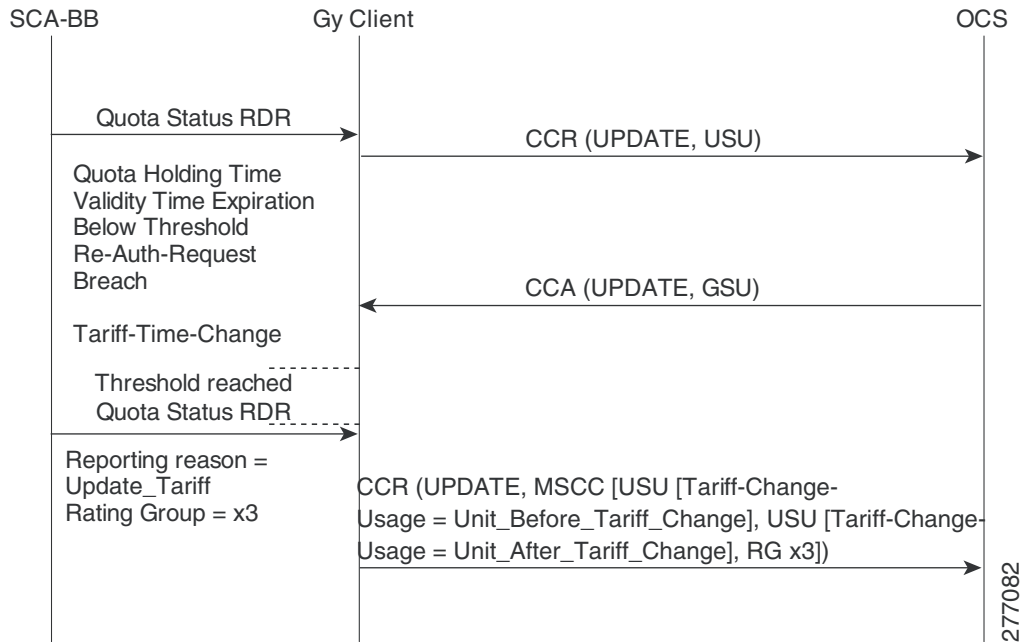 SCA-BB
Gy Client
OCS
Quota Status RDR
CCR (UPDATE, USU)
Quota Holding Time
Validity Time Expiration
Below Threshold
Re-Auth-Request
Breach
CCA (UPDATE, GSU)
Tariff-Time-Change
Threshold reached
Quota Status RDR
Reporting reason =
Update_Tariff
Rating Group = x3
CCR (UPDATE, MSCC [USU [Tariff-Change-
Usage = Unit_Before_Tariff_Change], USU [Tariff-Change-
Usage = Unit_After_Tariff_Change], RG x3])
277082